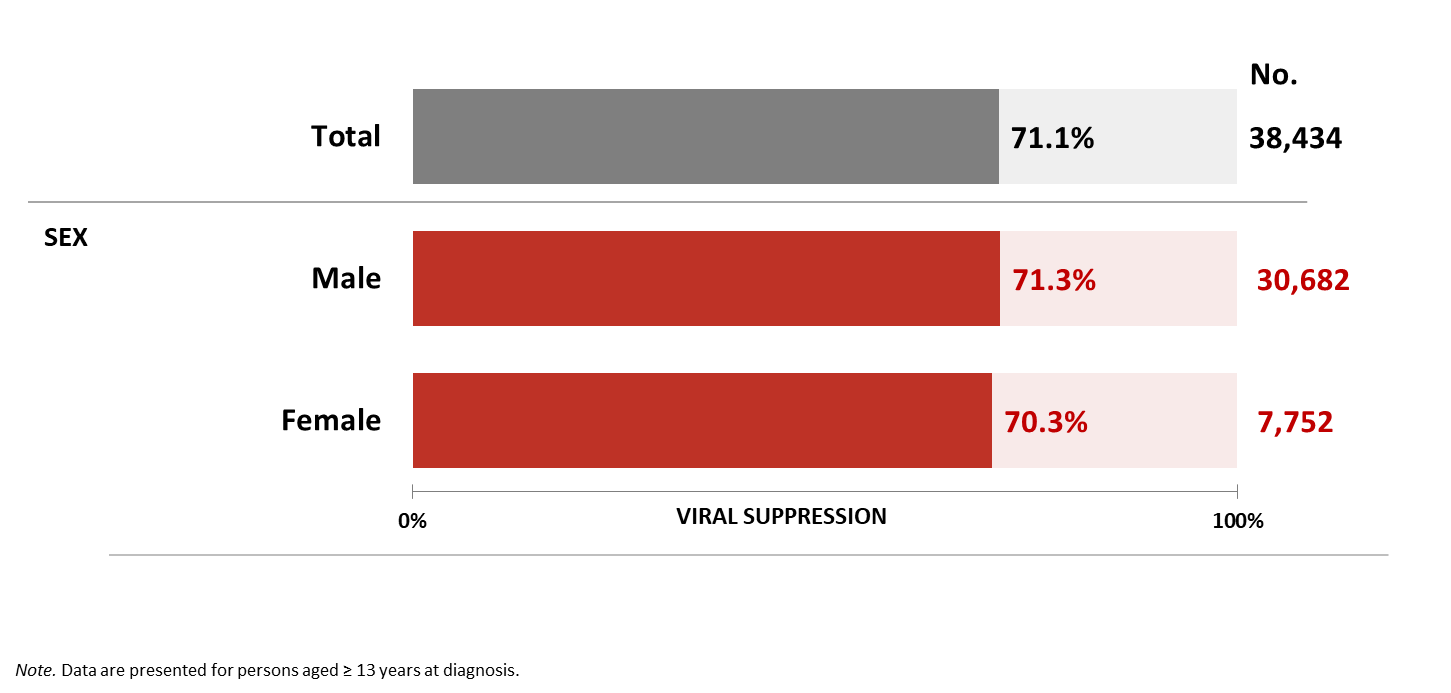 No.
Total 71.1% 38,434
SEX
Male 71.3% 30,682
Female 70.3% 7,752
0% VIRAL SUPPRESSION 100%
Note. Data are presented for persons aged ≥ 13 years at diagnosis.